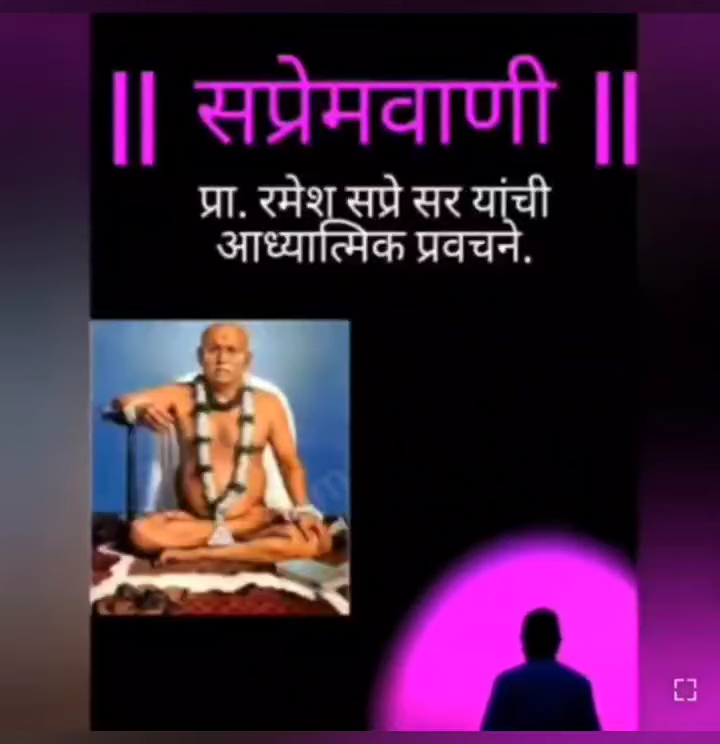 ॥ सप्रेमवाणी ॥
प्रा. रमेश सप्रे सर यांची
आध्यात्मिक प्रवचने.